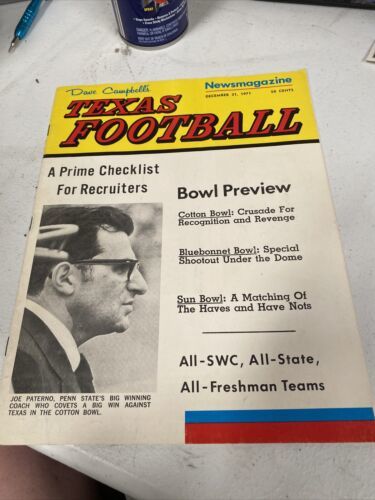 Dave Campbell's
Newsmagazine
DECEMBER 21, 1971 50 CENTS
TEXAS
FOOTBALL
A Prime Checklist
For Recruiters
Bowl Preview
Cotton Bowl: Crusade For
Recognition and Revenge
Bluebonnet Bowl: Special
Shootout Under the Dome
Sun Bowl: A Matching Of
The Haves and Have Nots
All-SWC, All-State,
All-Freshman Teams
JOE PATERNO, PENN STATE'S BIG WINNING
COACH WHO COVETS A BIG WIN AGAINST
TEXAS IN THE COTTON BOWL.